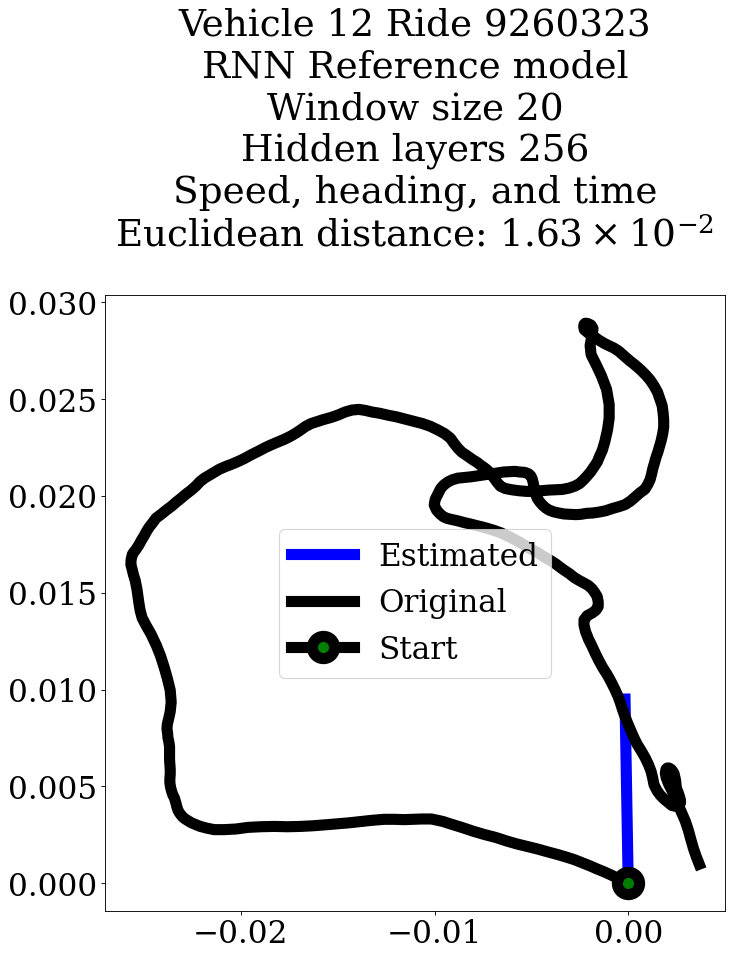 Vehicle 12 Ride 9260323
RNN Reference model
Window size 20
Hidden layers 256
Speed, heading, and time
Euclidean distance: 1.63 × 10⁻²
0.030
0.025
0.020
0.015
0.010
0.005
0.000
Estimated
Original
Start
−0.02
−0.01
0.00